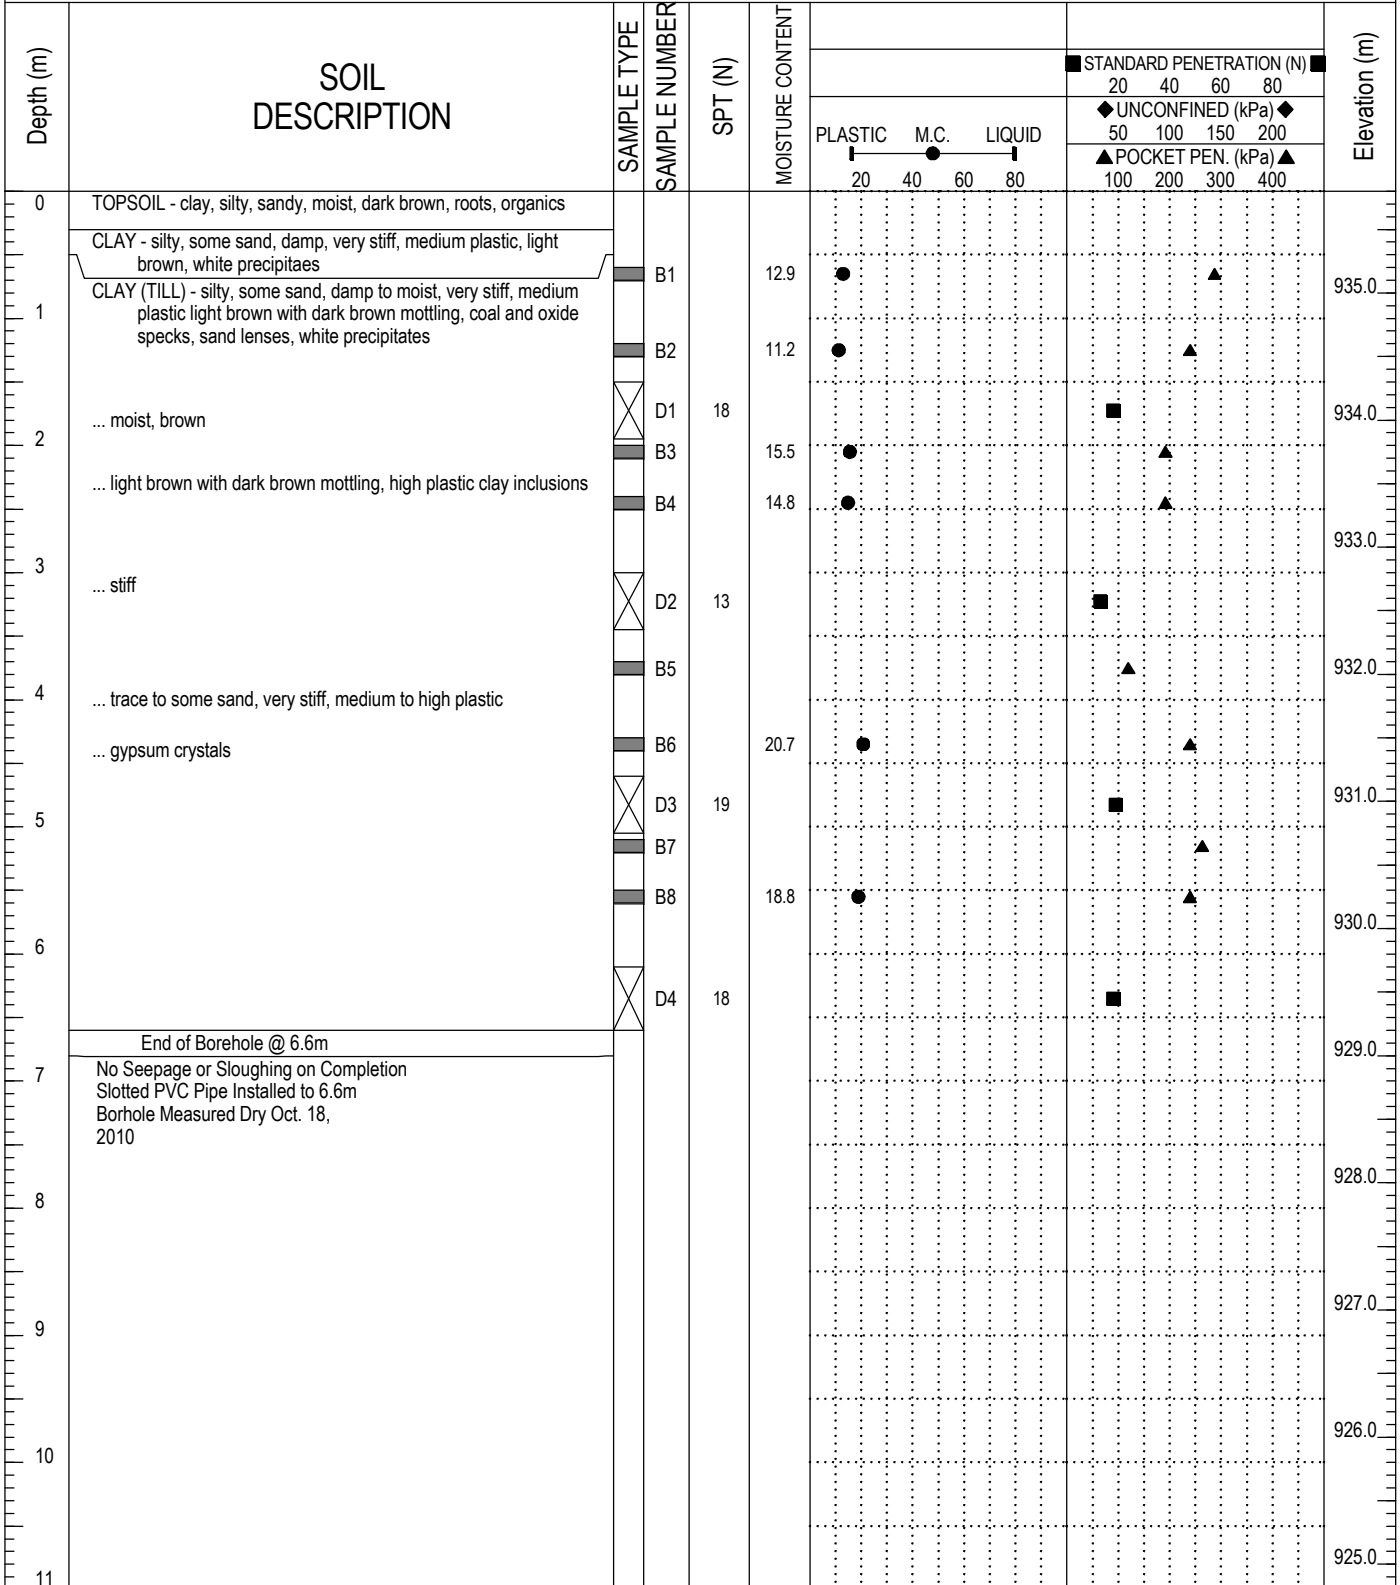 Depth (m)
SOIL
DESCRIPTION
SAMPLE TYPE
SAMPLE NUMBER
SPT (N)
MOISTURE CONTENT
PLASTIC M.C. LIQUID
20 40 60 80
STANDARD PENETRATION (N)
20 40 60 80
UNCONFINED (kPa)
50 100 150 200
POCKET PEN. (kPa)
100 200 300 400
Elevation (m)
0 TOPSOIL - clay, silty, sandy, moist, dark brown, roots, organics
CLAY - silty, some sand, damp, very stiff, medium plastic, light
brown, white precipitaes
B1 12.9
935.0
CLAY (TILL) - silty, some sand, damp to moist, very stiff, medium
1 plastic light brown with dark brown mottling, coal and oxide
specks, sand lenses, white precipitates
B2 11.2
D1 18
... moist, brown 934.0
2
B3 15.5
... light brown with dark brown mottling, high plastic clay inclusions
B4 14.8
933.0
3
... stiff
D2 13
B5 932.0
4
... trace to some sand, very stiff, medium to high plastic
... gypsum crystals B6 20.7
D3 19 931.0
5
B7
B8 18.8
930.0
6
D4 18
End of Borehole @ 6.6m
929.0
No Seepage or Sloughing on Completion
7
Slotted PVC Pipe Installed to 6.6m
Borhole Measured Dry Oct. 18,
2010
928.0
8
927.0
9
926.0
10
925.0
11